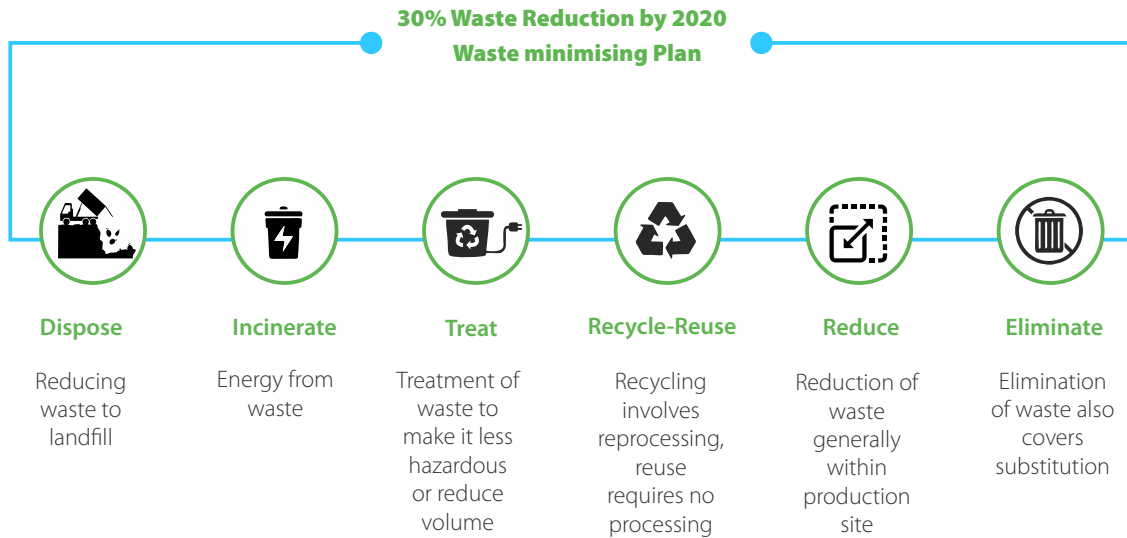 30% Waste Reduction by 2020
Waste minimising Plan
Dispose
Reducing
waste to
landfill
Incinerate
Energy from
waste
Treat
Treatment of
waste to
make it less
hazardous
or reduce
volume
Recycle-Reuse
Recycling
involves
reprocessing,
reuse
requires no
processing
Reduce
Reduction of
waste
generally
within
production
site
Eliminate
Elimination
of waste also
covers
substitution